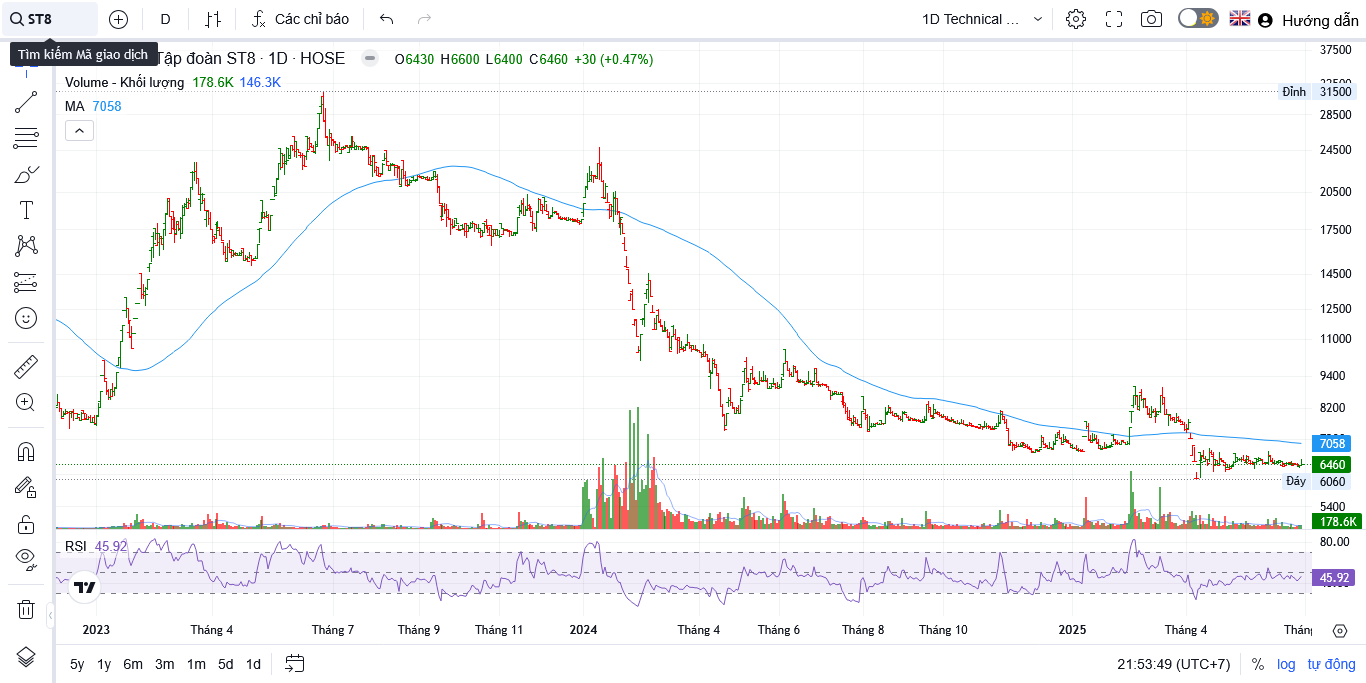 ST8
D
Các chỉ báo
1D Technical ...
Hướng dẫn
Tìm kiếm Mã giao dịch
Tập đoàn ST8 · 1D · HOSE
O6430 H6600 L6400 C6460 +30 (+0.47%)
Volume - Khối lượng 178.6K 146.3K
MA 7058
37500
32500
Đỉnh 31500
28500
24500
20500
17500
14500
12500
11000
9400
8200
7058
6460
Đáy 6060
5400
178.6K
RSI 45.92
80.00
45.92
2023
Tháng 4
Tháng 7
Tháng 9
Tháng 11
2024
Tháng 4
Tháng 6
Tháng 8
Tháng 10
2025
Tháng 4
Thán
5y 1y 6m 3m 1m 5d 1d
21:53:49 (UTC+7)
% log tự động